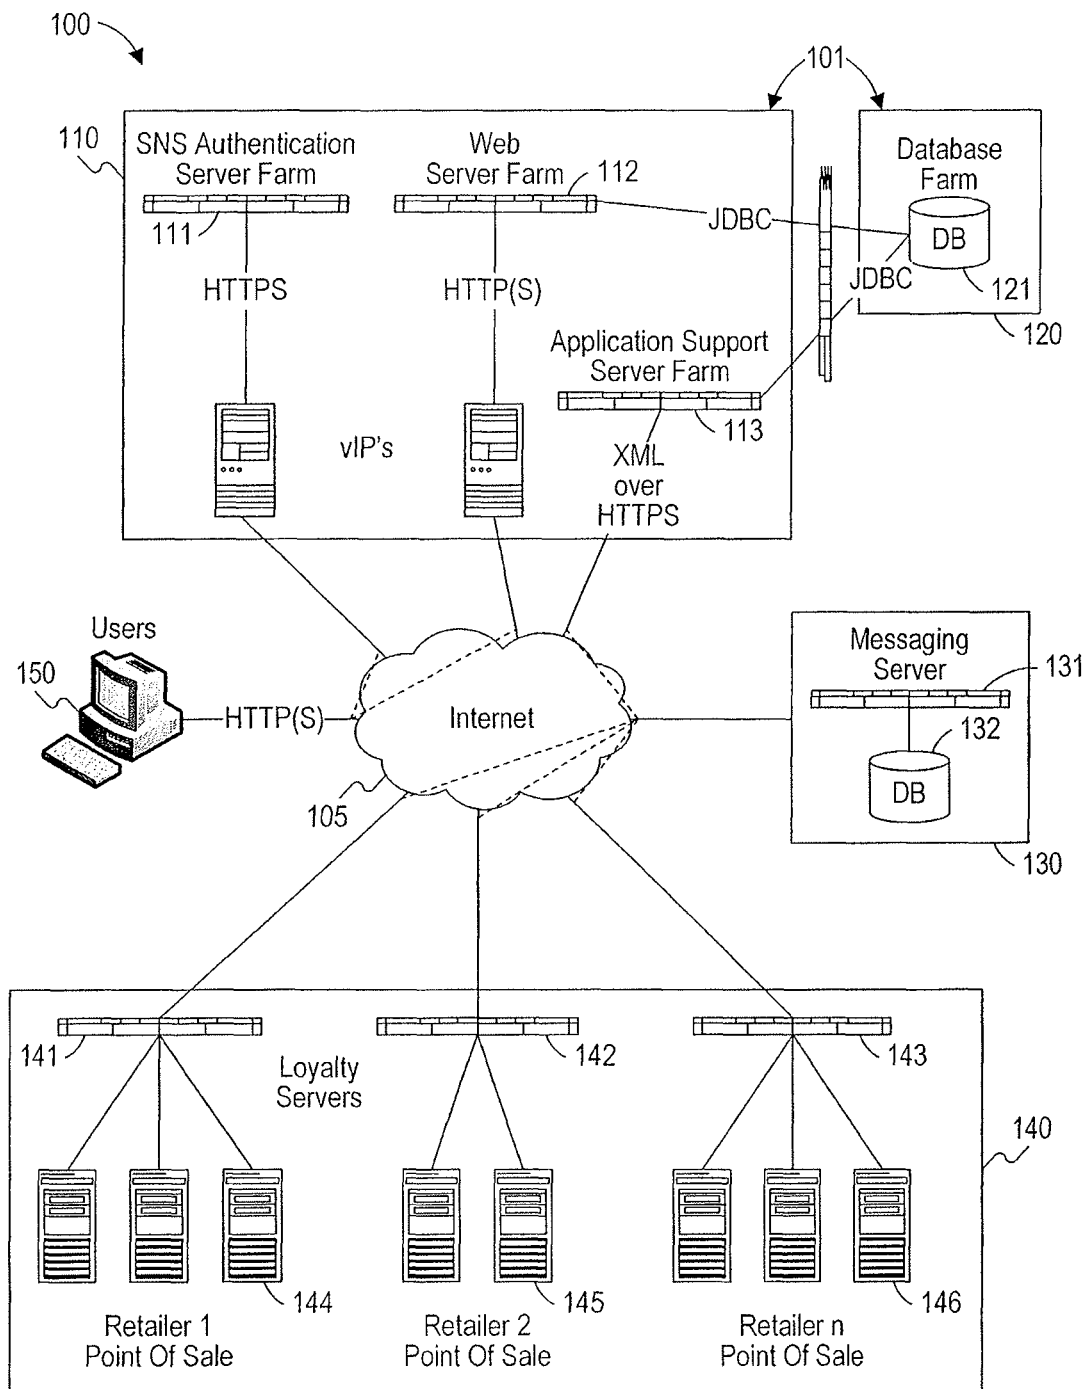 100
101
110
SNS Authentication
Server Farm
111
Web
Server Farm
112
JDBC
Database
Farm
DB
121
120
JDBC
HTTPS
HTTP(S)
Application Support
Server Farm
113
vIP's
XML
over
HTTPS
Users
150
HTTP(S)
Internet
105
Messaging
Server
131
132
DB
130
141
Loyalty
Servers
142
143
140
144
145
146
Retailer 1
Point Of Sale
Retailer 2
Point Of Sale
Retailer n
Point Of Sale